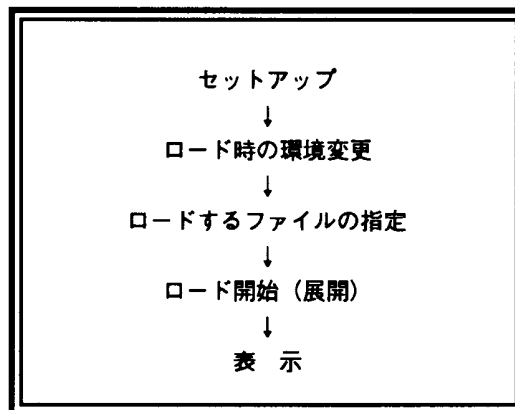 セットアップ
↓
ロード時の環境変更
↓
ロードするファイルの指定
↓
ロード開始（展開）
↓
表　示